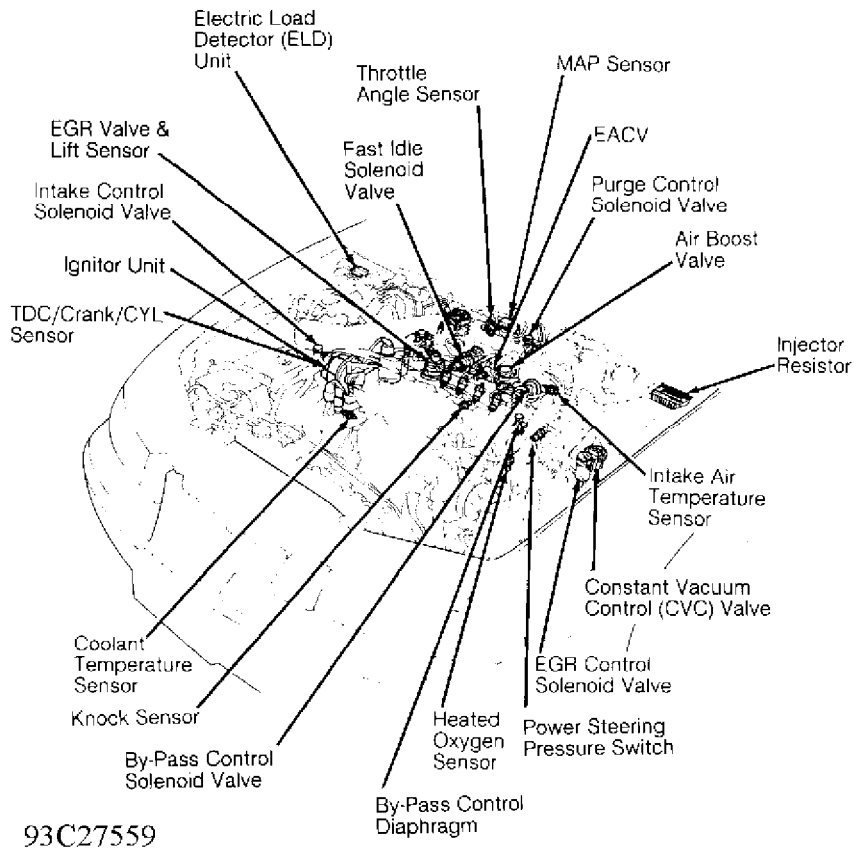 Electric Load
Detector (ELD)
Unit
Throttle
Angle Sensor
MAP Sensor
EGR Valve &
Lift Sensor
Fast Idle
Solenoid
Valve
EACV
Intake Control
Solenoid Valve
Purge Control
Solenoid Valve
Ignitor Unit
Air Boost
Valve
TDC/Crank/CYL
Sensor
Injector
Resistor
Intake Air
Temperature
Sensor
Constant Vacuum
Control (CVC) Valve
Coolant
Temperature
Sensor
EGR Control
Solenoid Valve
Knock Sensor
Heated
Oxygen
Sensor
Power Steering
Pressure Switch
By-Pass Control
Solenoid Valve
By-Pass Control
Diaphragm
93C27559